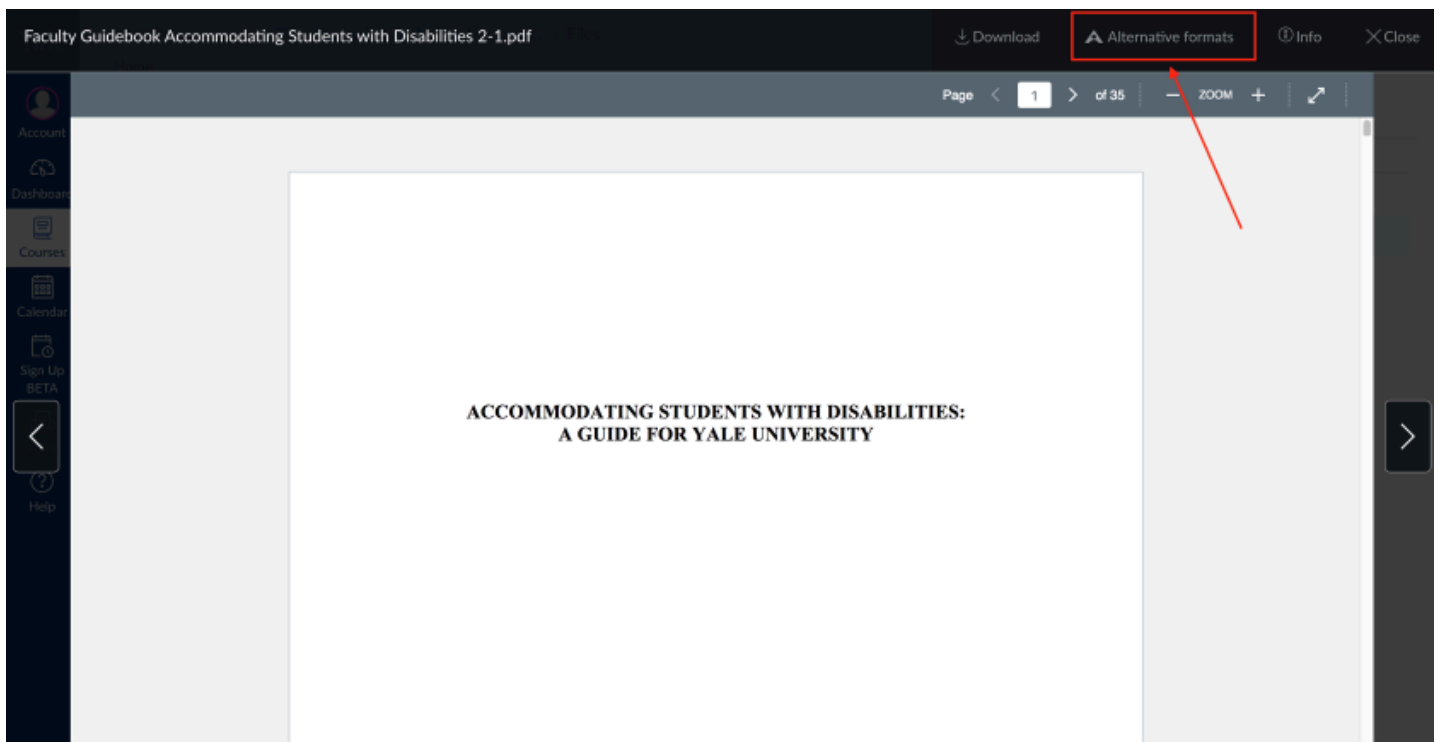 Faculty Guidebook Accommodating Students with Disabilities 2-1.pdf
Files
Download
Alternative formats
Info
Close
Page 1 of 35
ZOOM
Account
Dashboard
Courses
Calendar
Sign Up
BETA
Help
ACCOMMODATING STUDENTS WITH DISABILITIES:
A GUIDE FOR YALE UNIVERSITY